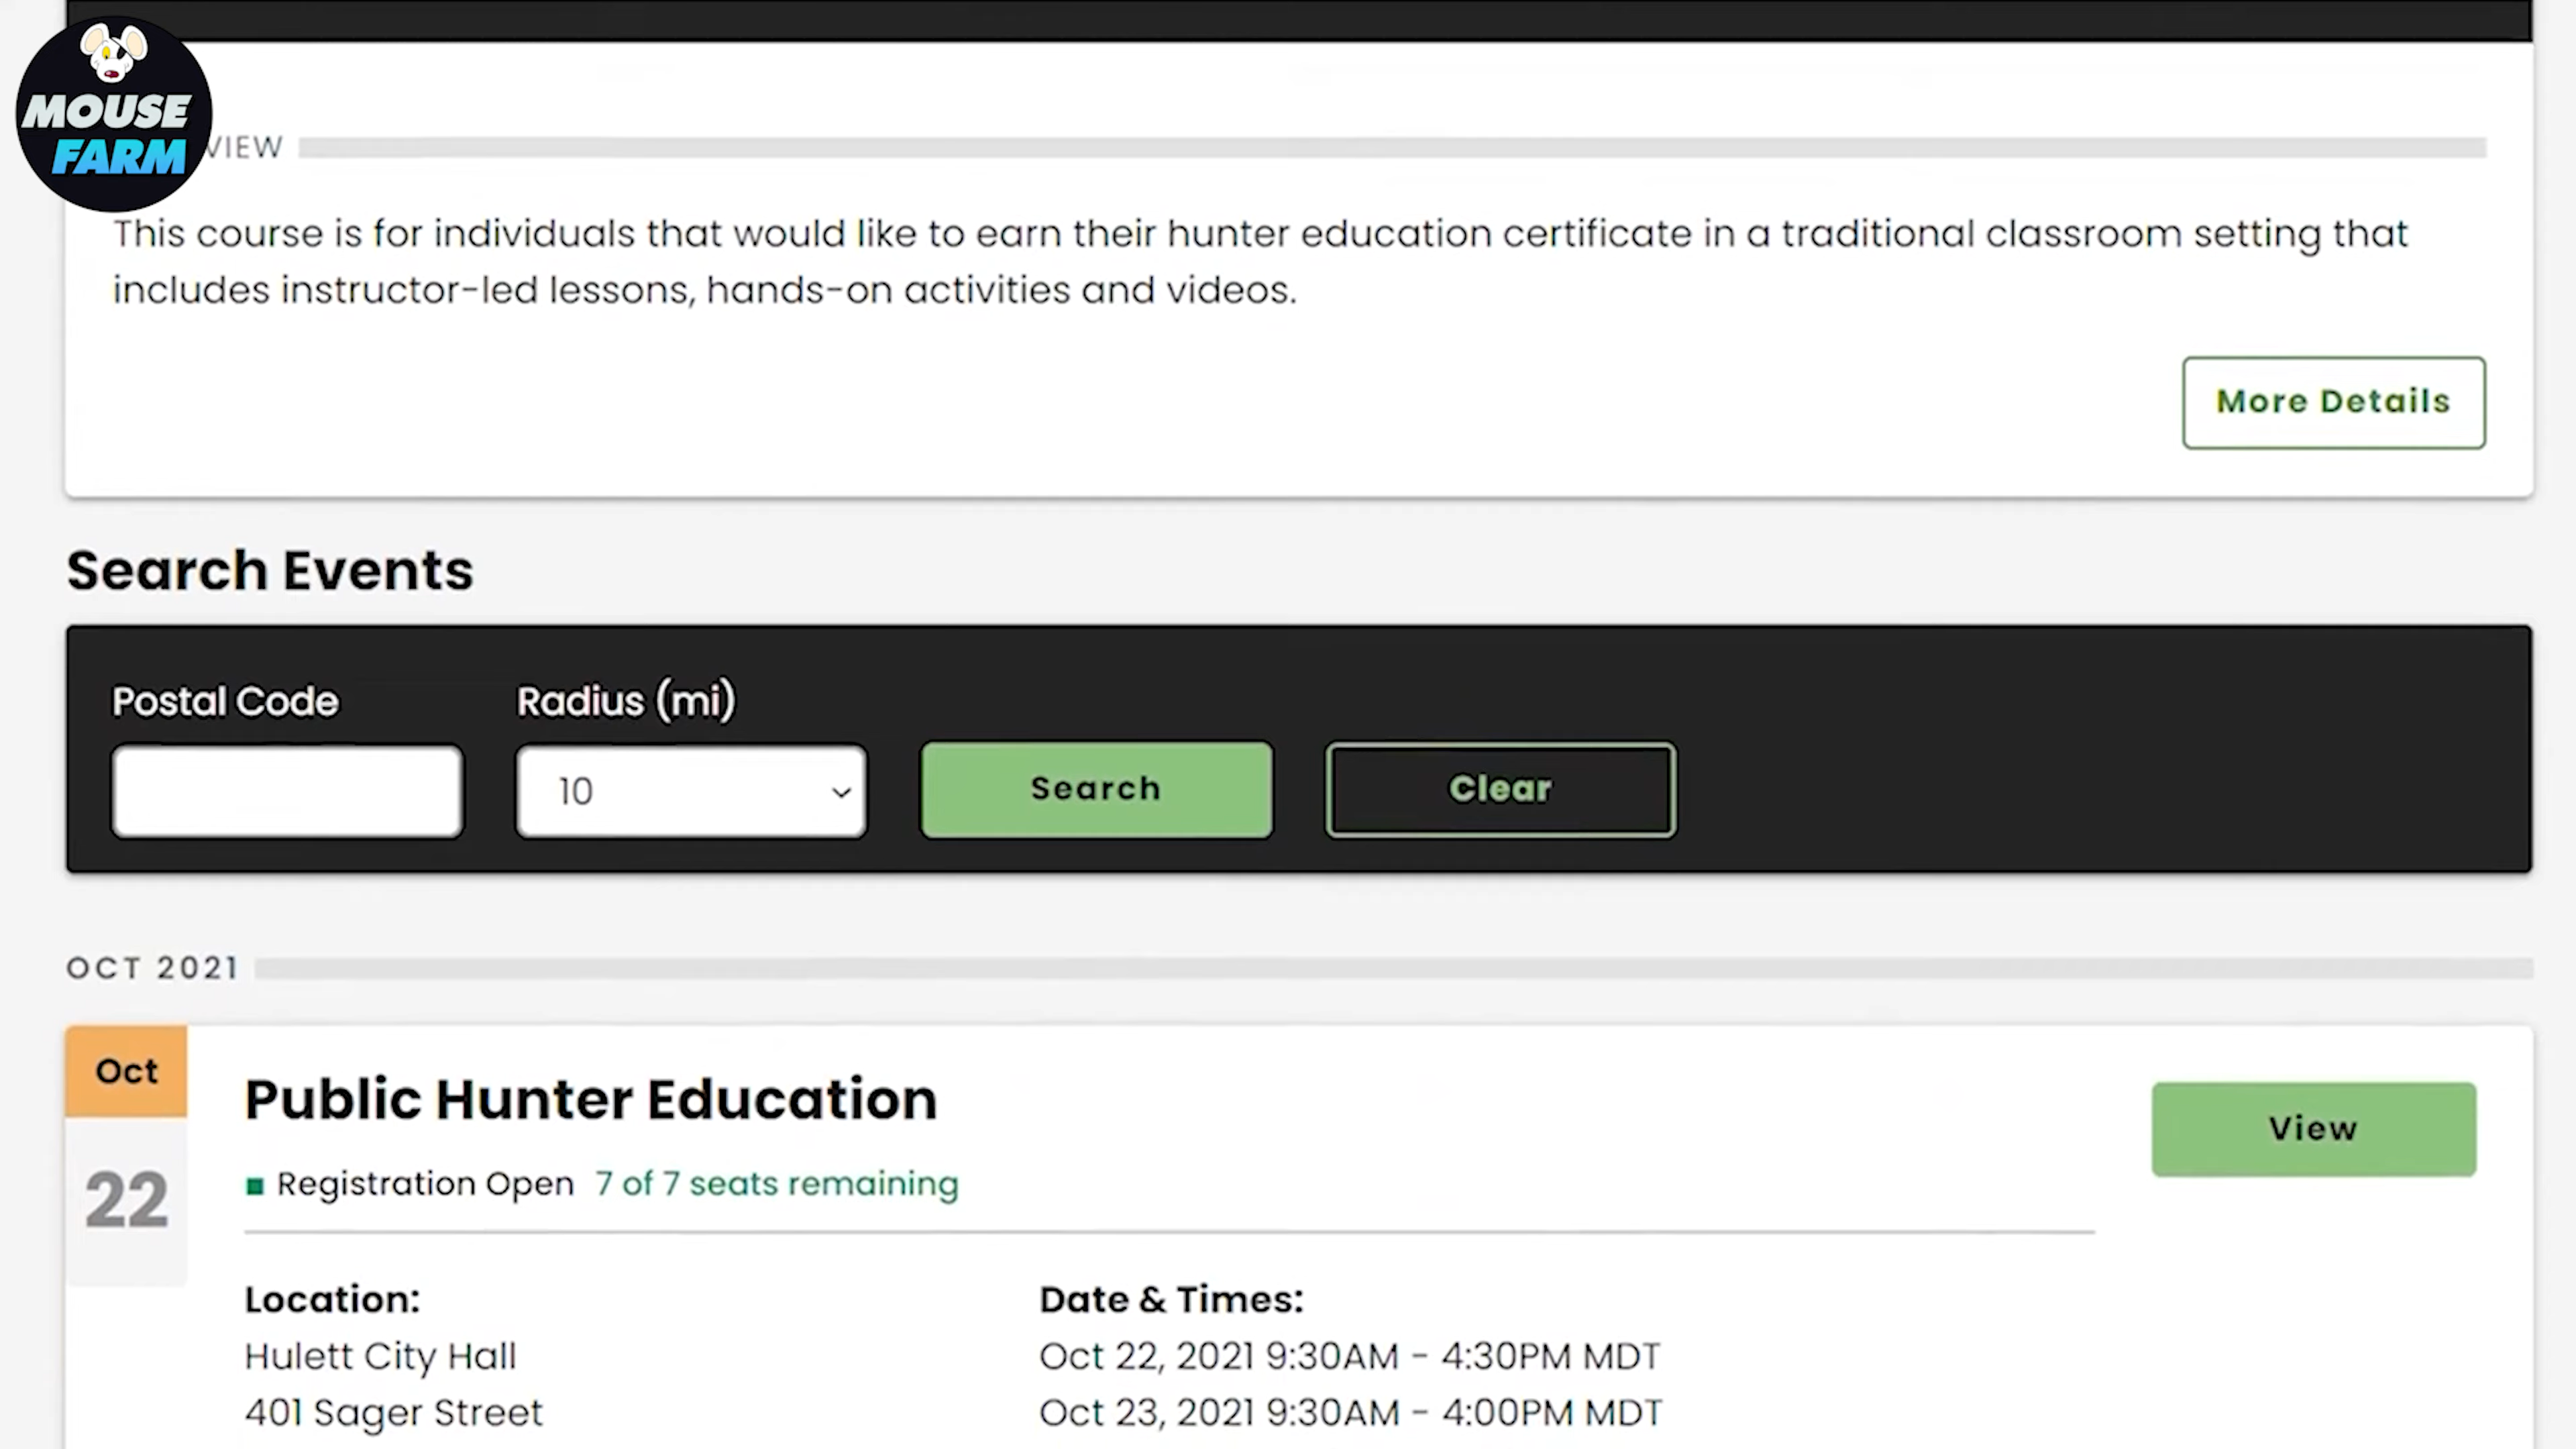 MOUSE
FARM
VIEW
This course is for individuals that would like to earn their hunter education certificate in a traditional classroom setting that
includes instructor-led lessons, hands-on activities and videos.
More Details
Search Events
Postal Code Radius (mi)
10 Search Clear
OCT 2021
Oct
22
Public Hunter Education
View
Registration Open 7 of 7 seats remaining
Location:
Hulett City Hall
401 Sager Street
Date & Times:
Oct 22, 2021 9:30AM - 4:30PM MDT
Oct 23, 2021 9:30AM - 4:00PM MDT